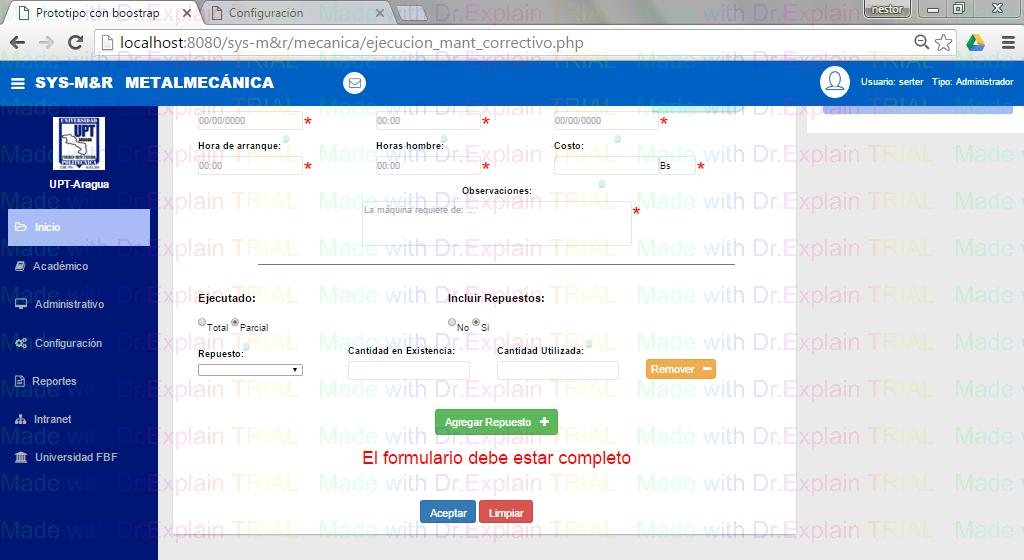 Prototipo con boostrap
Configuración
nestor
localhost:8080/sys-m&r/mecanica/ejecucion_mant_correctivo.php
SYS-M&R METALMECÁNICA
Usuario: serter Tipo: Administrador
UNIVERSIDAD
UPT
ARAGUA
POLITECNICA
UPT-Aragua
Inicio
Académico
Administrativo
Configuración
Reportes
Intranet
Universidad FBF
00/00/0000 * 00:00 * 00/00/0000 *
Hora de arranque: Horas hombre: Costo:
00:00 * 00:00 * Bs *
Observaciones:
La máquina requiere de: ... *
Ejecutado: Incluir Repuestos:
Total Parcial No Si
Repuesto: Cantidad en Existencia: Cantidad Utilizada:
Remover
Agregar Repuesto
El formulario debe estar completo
Aceptar Limpiar
Made with Dr.Explain TRIAL